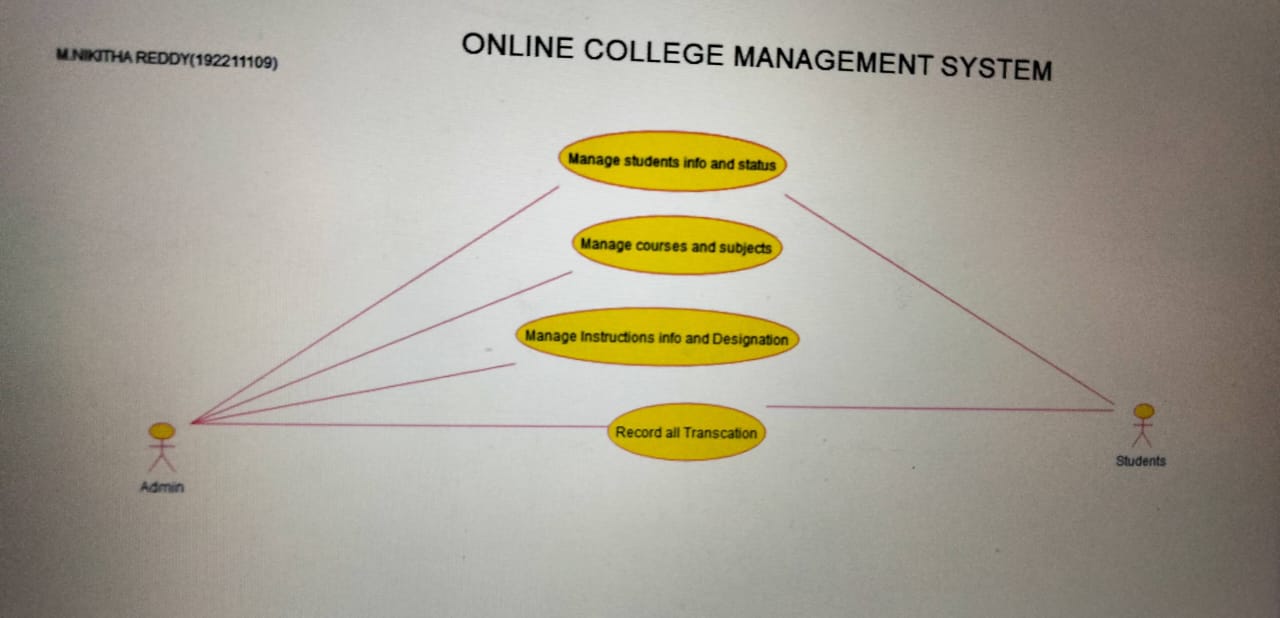 M.NIKITHA REDDY(192211109)
ONLINE COLLEGE MANAGEMENT SYSTEM
Manage students info and status
Manage courses and subjects
Manage Instructions info and Designation
Record all Transcation
Admin
Students